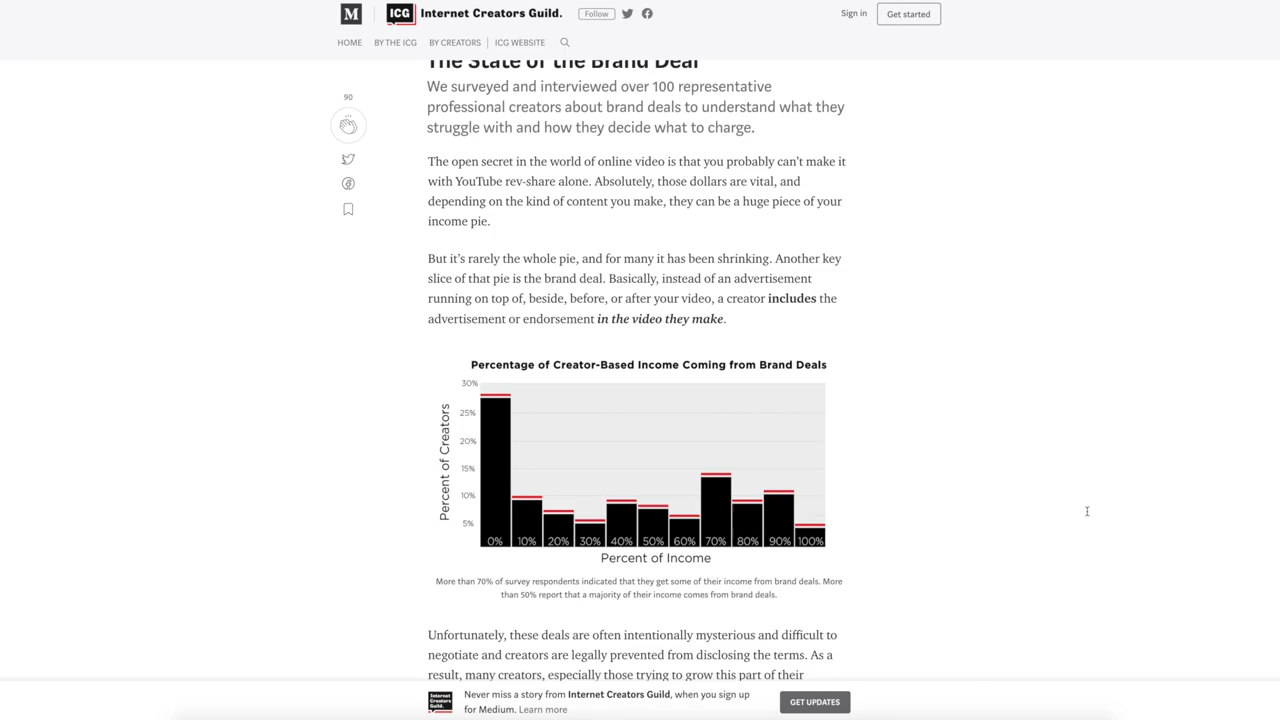 M
ICG
Internet Creators Guild.
Follow
Sign in
Get started
HOME
BY THE ICG
BY CREATORS
ICG WEBSITE
The State of the Brand Deal
We surveyed and interviewed over 100 representative
professional creators about brand deals to understand what they
struggle with and how they decide what to charge.
90
The open secret in the world of online video is that you probably can’t make it
with YouTube rev-share alone. Absolutely, those dollars are vital, and
depending on the kind of content you make, they can be a huge piece of your
income pie.
But it’s rarely the whole pie, and for many it has been shrinking. Another key
slice of that pie is the brand deal. Basically, instead of an advertisement
running on top of, beside, before, or after your video, a creator includes the
advertisement or endorsement in the video they make.
Percentage of Creator-Based Income Coming from Brand Deals
Percent of Creators
30%
25%
20%
15%
10%
5%
0% 10% 20% 30% 40% 50% 60% 70% 80% 90% 100%
Percent of Income
More than 70% of survey respondents indicated that they get some of their income from brand deals. More
than 50% report that a majority of their income comes from brand deals.
Unfortunately, these deals are often intentionally mysterious and difficult to
negotiate and creators are legally prevented from disclosing the terms. As a
result, many creators, especially those trying to grow this part of their
Internet
Creators
Guild.
Never miss a story from Internet Creators Guild, when you sign up
for Medium. Learn more
GET UPDATES